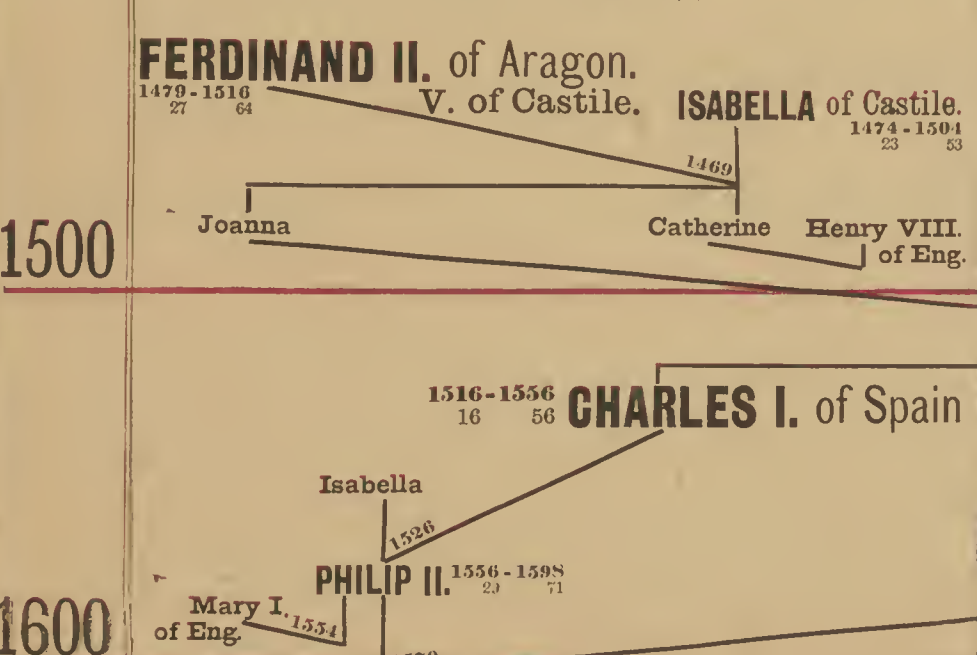 FERDINAND II. of Aragon.
1479-1516
27 64
V. of Castile.
ISABELLA of Castile.
1474-1504
23 53
1469
Joanna
Catherine
Henry VIII.
of Eng.
1500
1516-1556
16 56
CHARLES I. of Spain
Isabella
1526
PHILIP II. 1556-1598
71
Mary I.
of Eng.
1554
1600